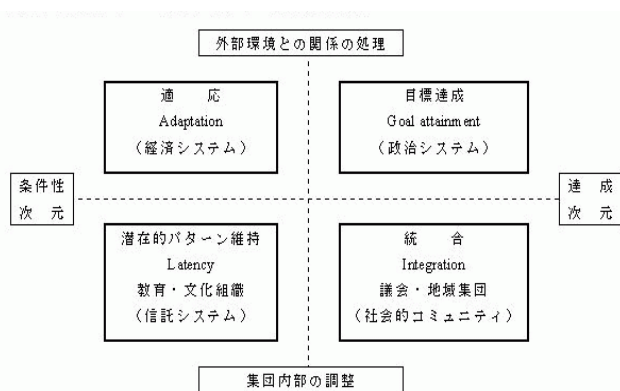 外部環境との関係の処理
適 応
Adaptation
（経済システム）
目標達成
Goal attainment
（政治システム）
条件性
次 元
達 成
次 元
潜在的パターン維持
Latency
教育・文化組織
（信託システム）
統 合
Integration
議会・地域集団
（社会的コミュニティ）
集団内部の調整